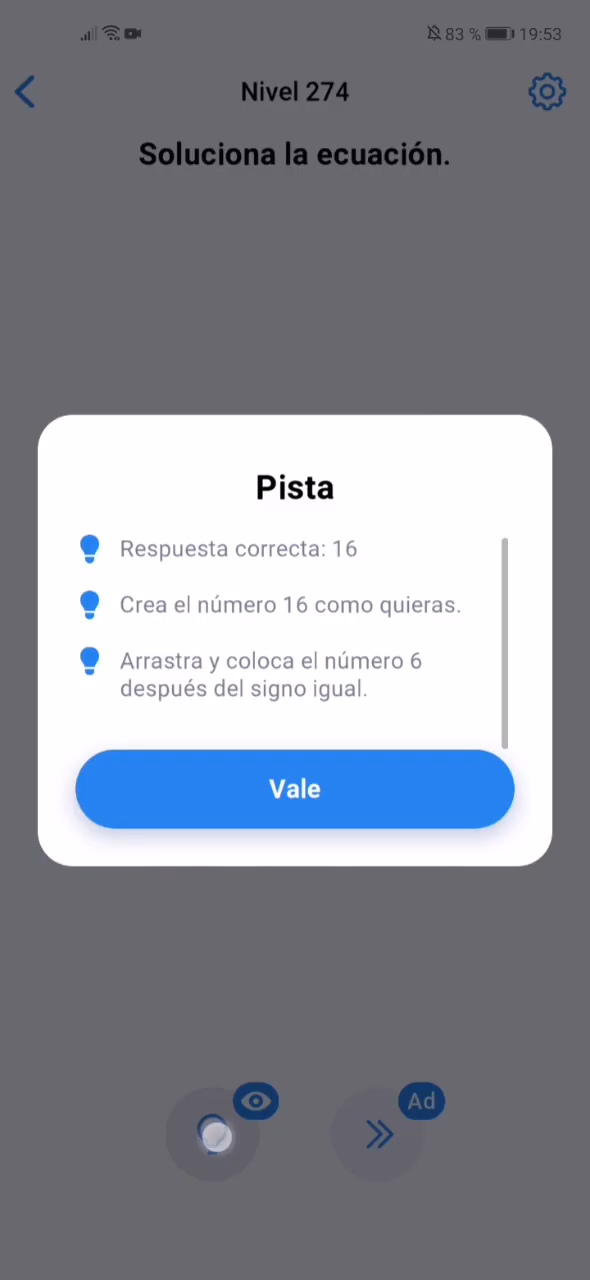 83 % 19:53
Nivel 274
Soluciona la ecuación.
Pista
Respuesta correcta: 16
Crea el número 16 como quieras.
Arrastra y coloca el número 6
después del signo igual.
Vale
Ad